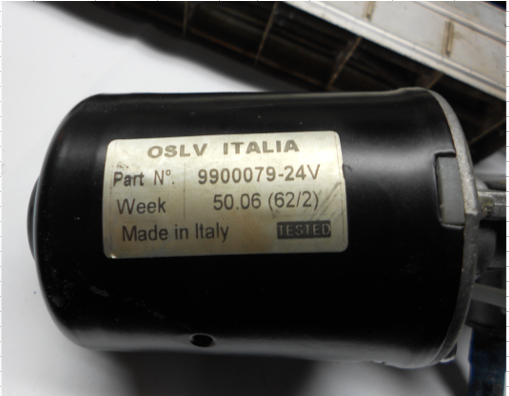 OSLV ITALIA
Part N°. 9900079-24V
Week 50.06 (62/2)
Made in Italy TESTED